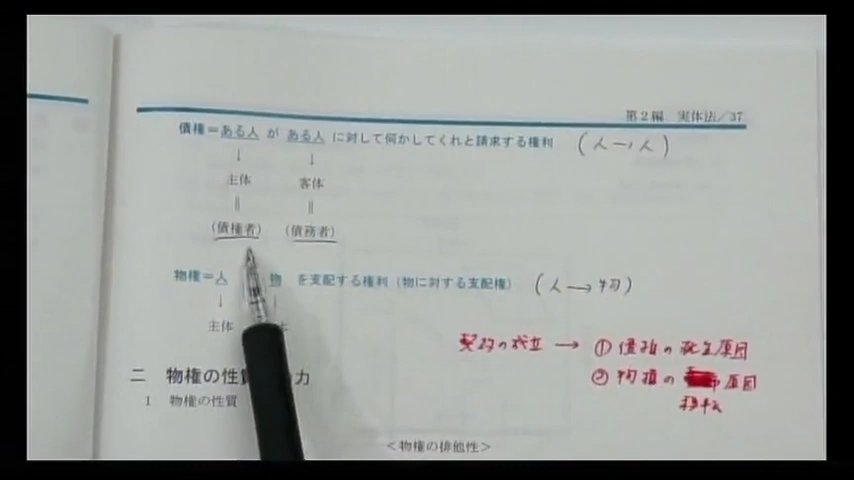 第2編 実体法/37
債権=ある人 が ある人 に対して何かしてくれと請求する権利 (人→人)
↓ ↓
主体 客体
‖ ‖
(債権者) (債務者)
物権=人 物 を支配する権利(物に対する支配権) (人→物)
↓
主体 体
契約の成立 → ① 債権の発生原因
② 物権の 原因
移転
二 物権の性質 力
1 物権の性質
<物権の排他性>